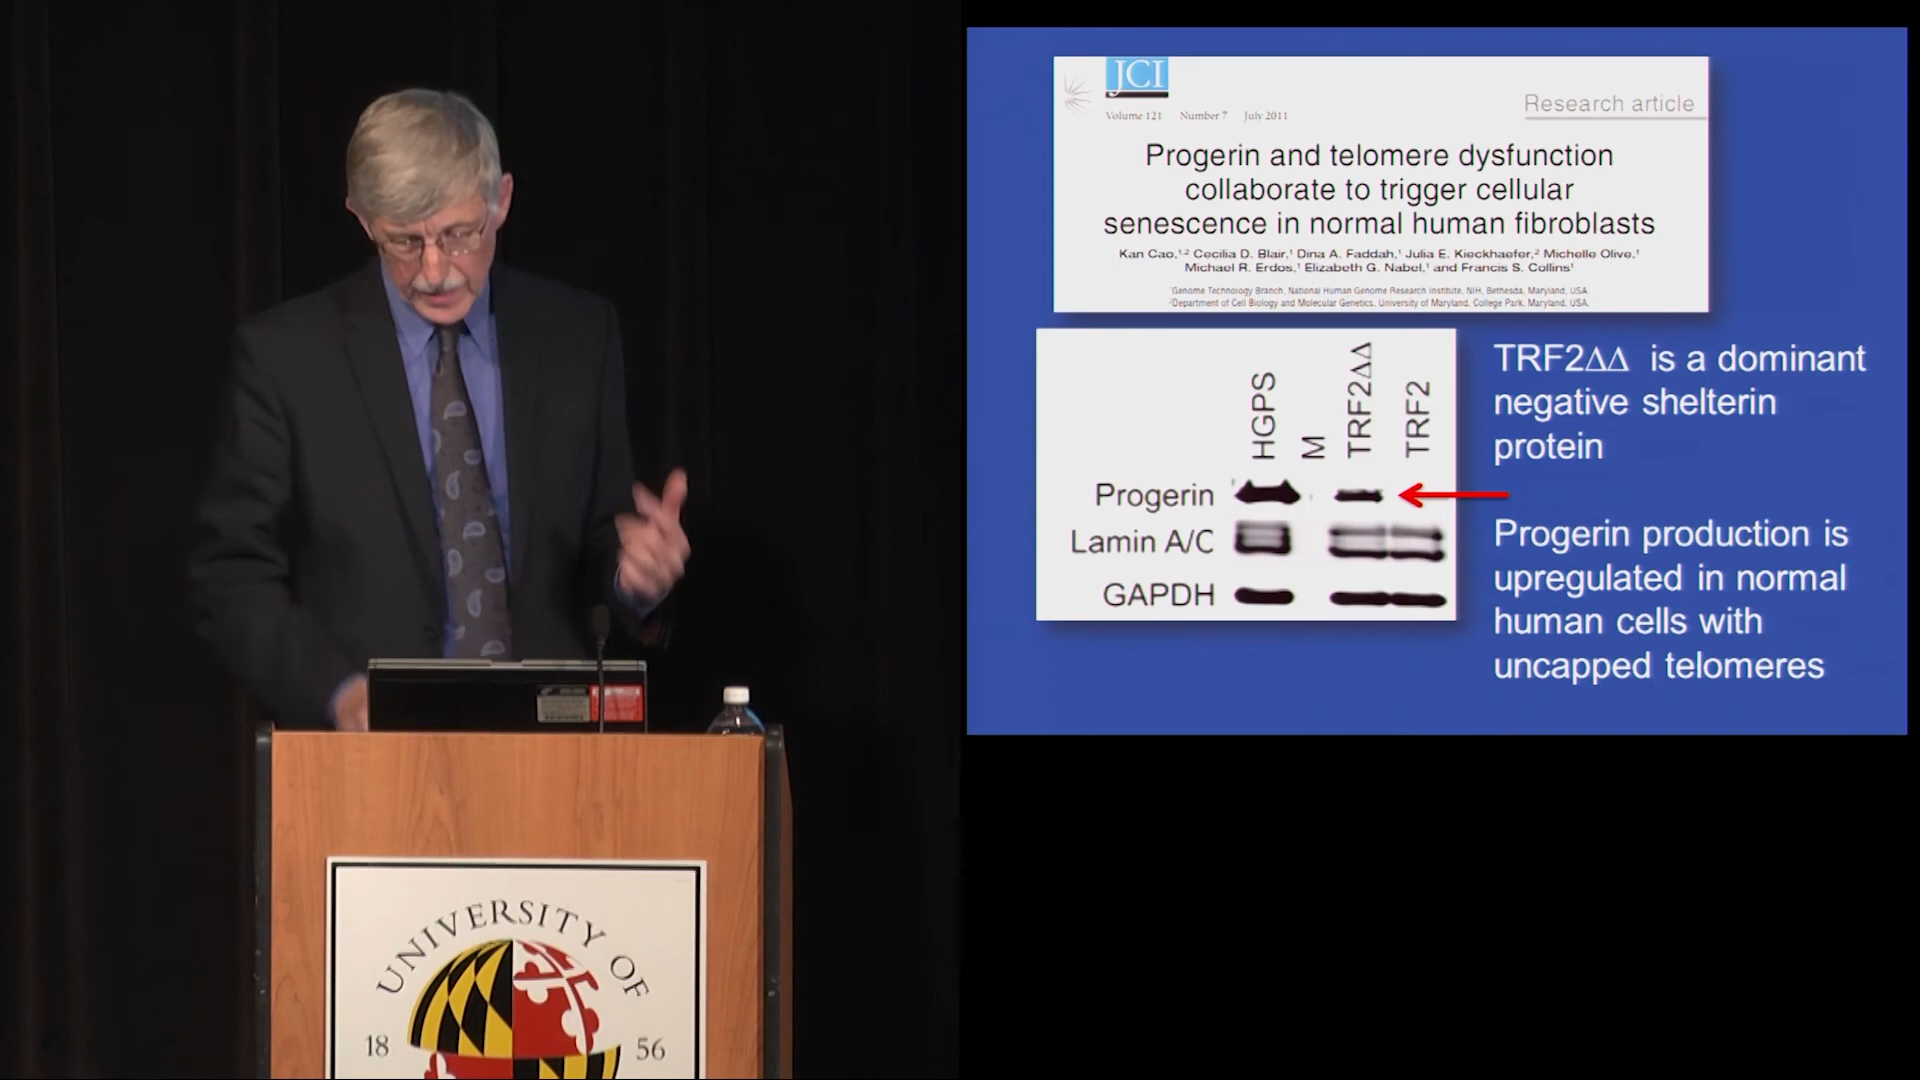 JCI
Volume 121 Number 7 July 2011
Research article
Progerin and telomere dysfunction
collaborate to trigger cellular
senescence in normal human fibroblasts
Kan Cao,1,2 Cecilia D. Blair,1 Dina A. Faddah,1 Julia E. Kieckhaefer,2 Michelle Olive,1
Michael R. Erdos,1 Elizabeth G. Nabel,1 and Francis S. Collins1
1Genome Technology Branch, National Human Genome Research Institute, NIH, Bethesda, Maryland, USA.
2Department of Cell Biology and Molecular Genetics, University of Maryland, College Park, Maryland, USA.
HGPS
M
TRF2ΔΔ
TRF2
Progerin
Lamin A/C
GAPDH
TRF2ΔΔ is a dominant
negative shelterin
protein
Progerin production is
upregulated in normal
human cells with
uncapped telomeres
UNIVERSITY OF
18 56